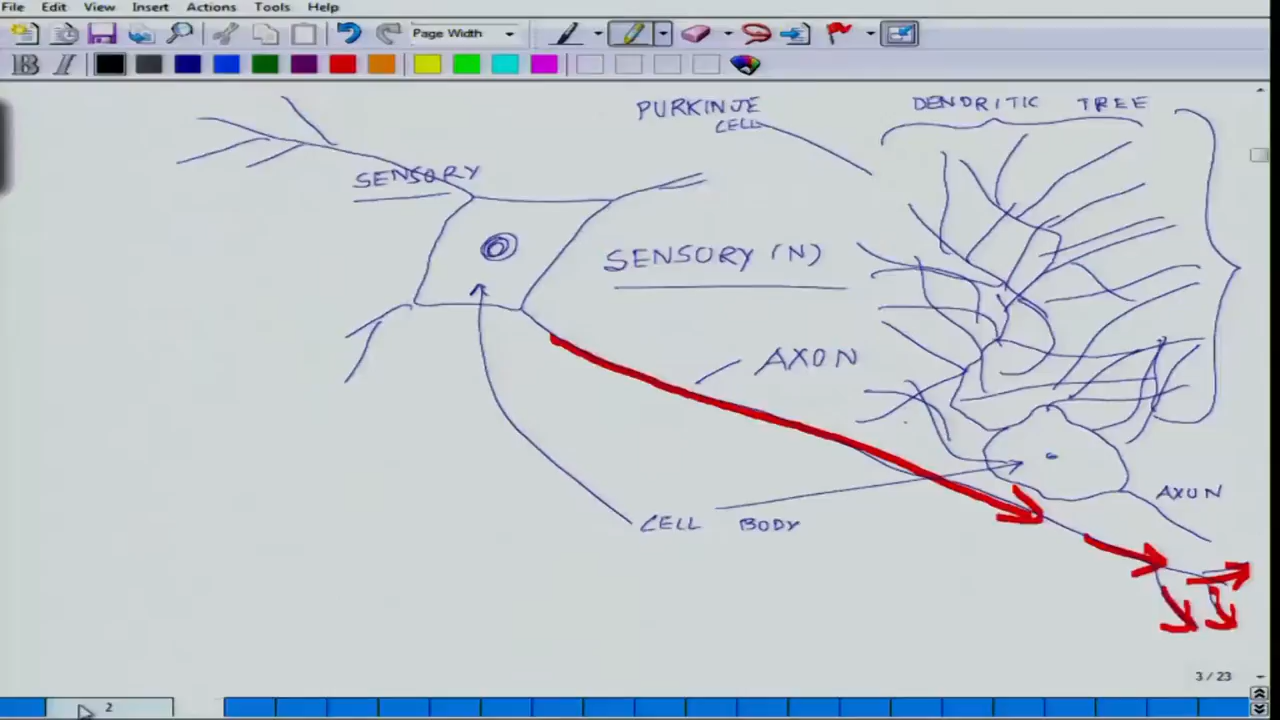 File Edit View Insert Actions Tools Help
Page Width
B I
PURKINJE
CELL
DENDRITIC TREE
SENSORY
SENSORY (N)
AXON
AXON
CELL BODY
3 / 23
2